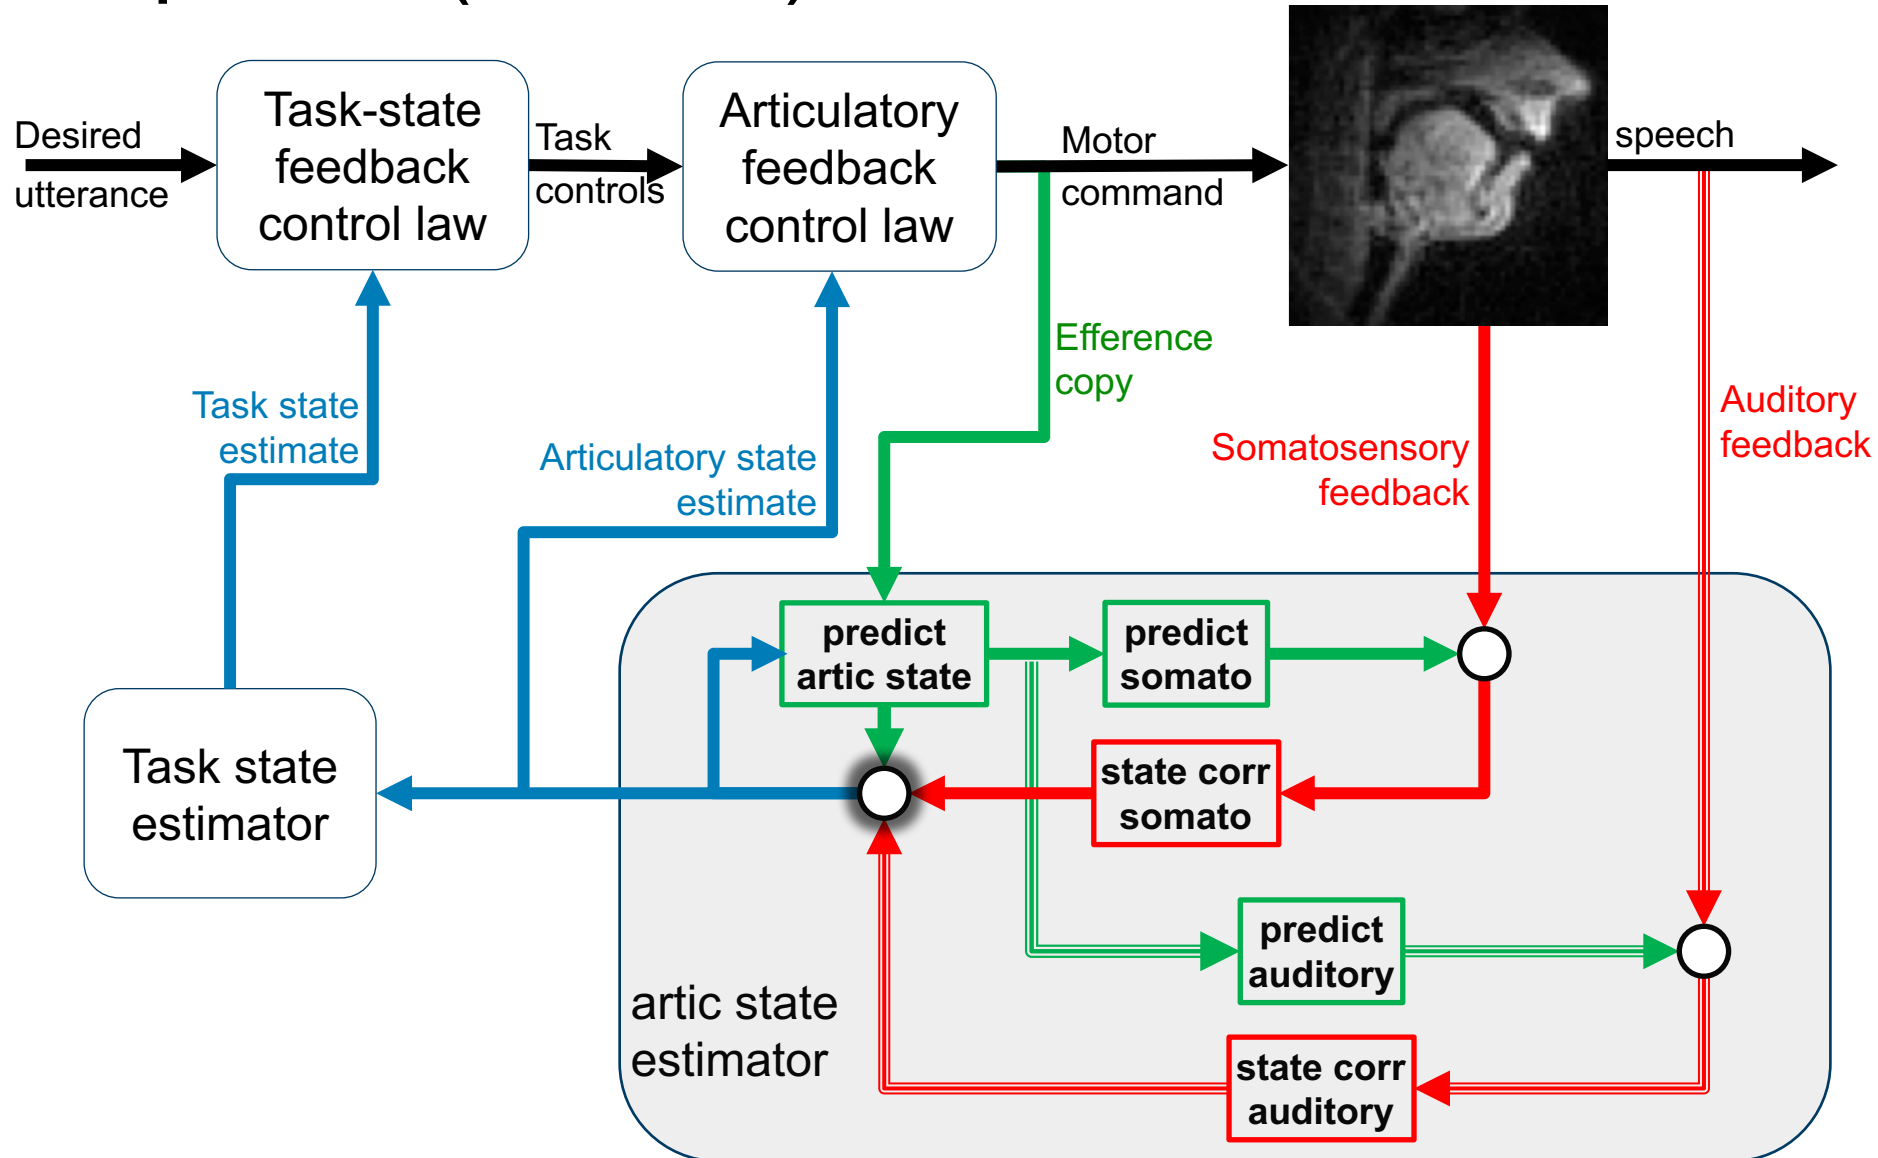 Task-state
feedback
control law
Articulatory
feedback
control law
Desired
utterance
Task
controls
Motor
command
speech
Efference
copy
Task state
estimate
Articulatory state
estimate
Somatosensory
feedback
Auditory
feedback
predict
artic state
predict
somato
Task state
estimator
state corr
somato
predict
auditory
artic state
estimator
state corr
auditory